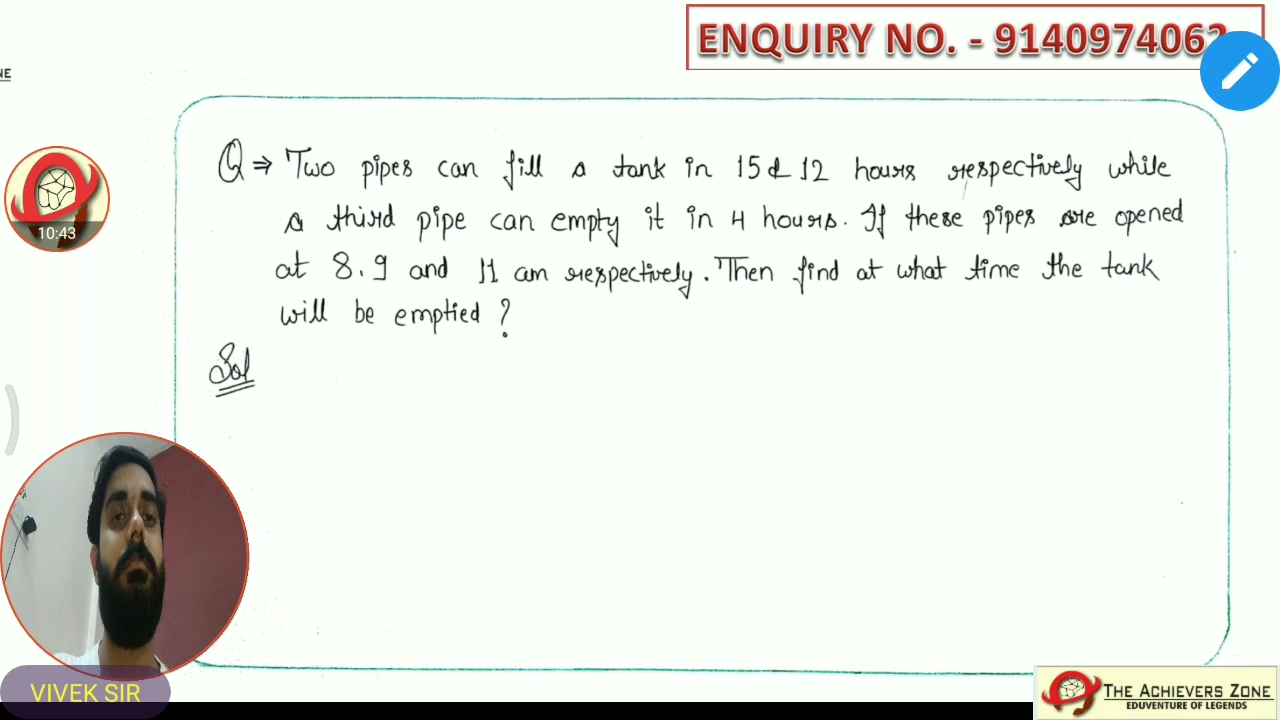 ENQUIRY NO. - 9140974063
NE
Q ⇒ Two pipes can fill a tank in 15 & 12 hours respectively while
a third pipe can empty it in 4 hours. If these pipes are opened
10:43
at 8, 9 and 11 am respectively. Then find at what time the tank
will be emptied ?
Sol
VIVEK SIR
THE ACHIEVERS ZONE
EDUVENTURE OF LEGENDS